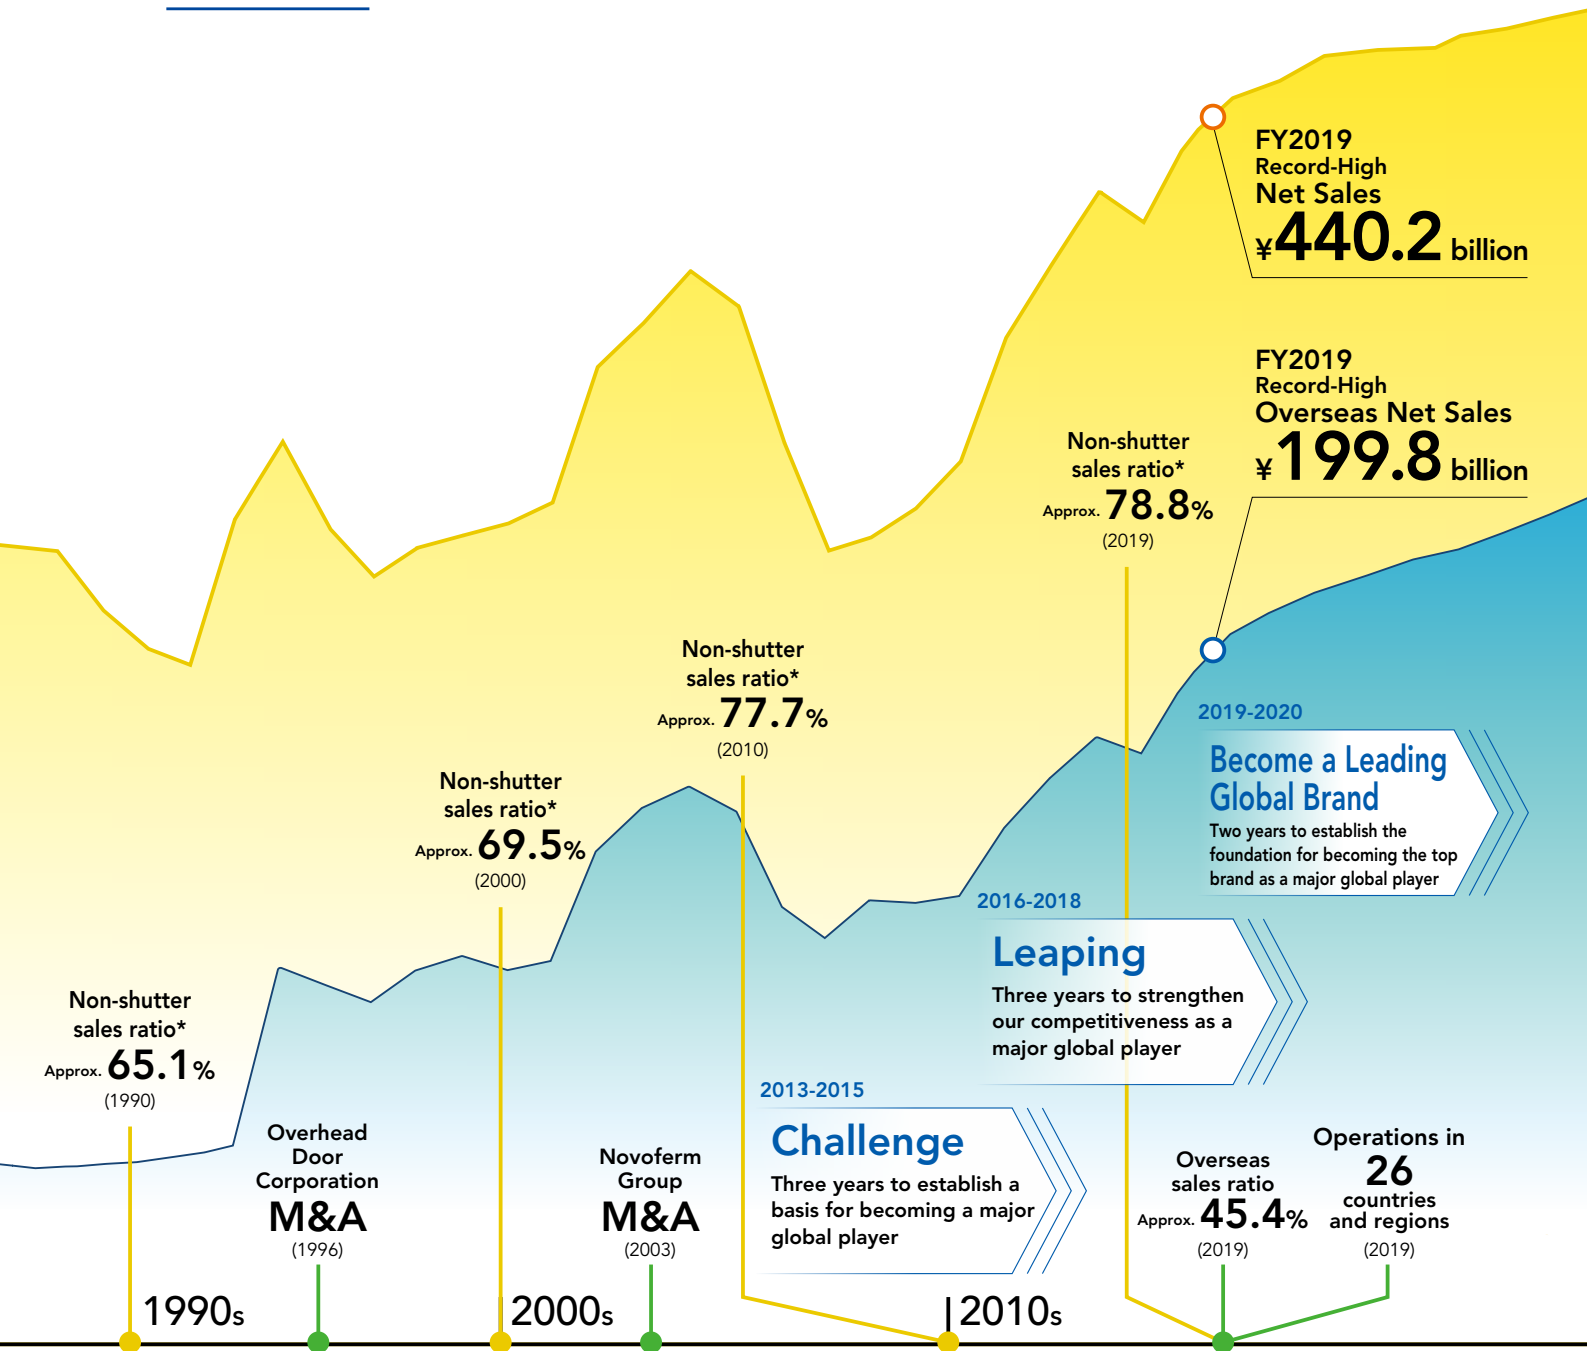 FY2019
Record-High
Net Sales
¥440.2 billion
FY2019
Record-High
Overseas Net Sales
¥199.8 billion
Non-shutter
sales ratio*
Approx. 78.8%
(2019)
Non-shutter
sales ratio*
Approx. 77.7%
(2010)
Non-shutter
sales ratio*
Approx. 69.5%
(2000)
Non-shutter
sales ratio*
Approx. 65.1%
(1990)
2019-2020
Become a Leading
Global Brand
Two years to establish the
foundation for becoming the top
brand as a major global player
2016-2018
Leaping
Three years to strengthen
our competitiveness as a
major global player
2013-2015
Challenge
Three years to establish a
basis for becoming a major
global player
Overhead
Door
Corporation
M&A
(1996)
Novoferm
Group
M&A
(2003)
Overseas
sales ratio
Approx. 45.4%
(2019)
Operations in
26
countries
and regions
(2019)
1990s
2000s
2010s